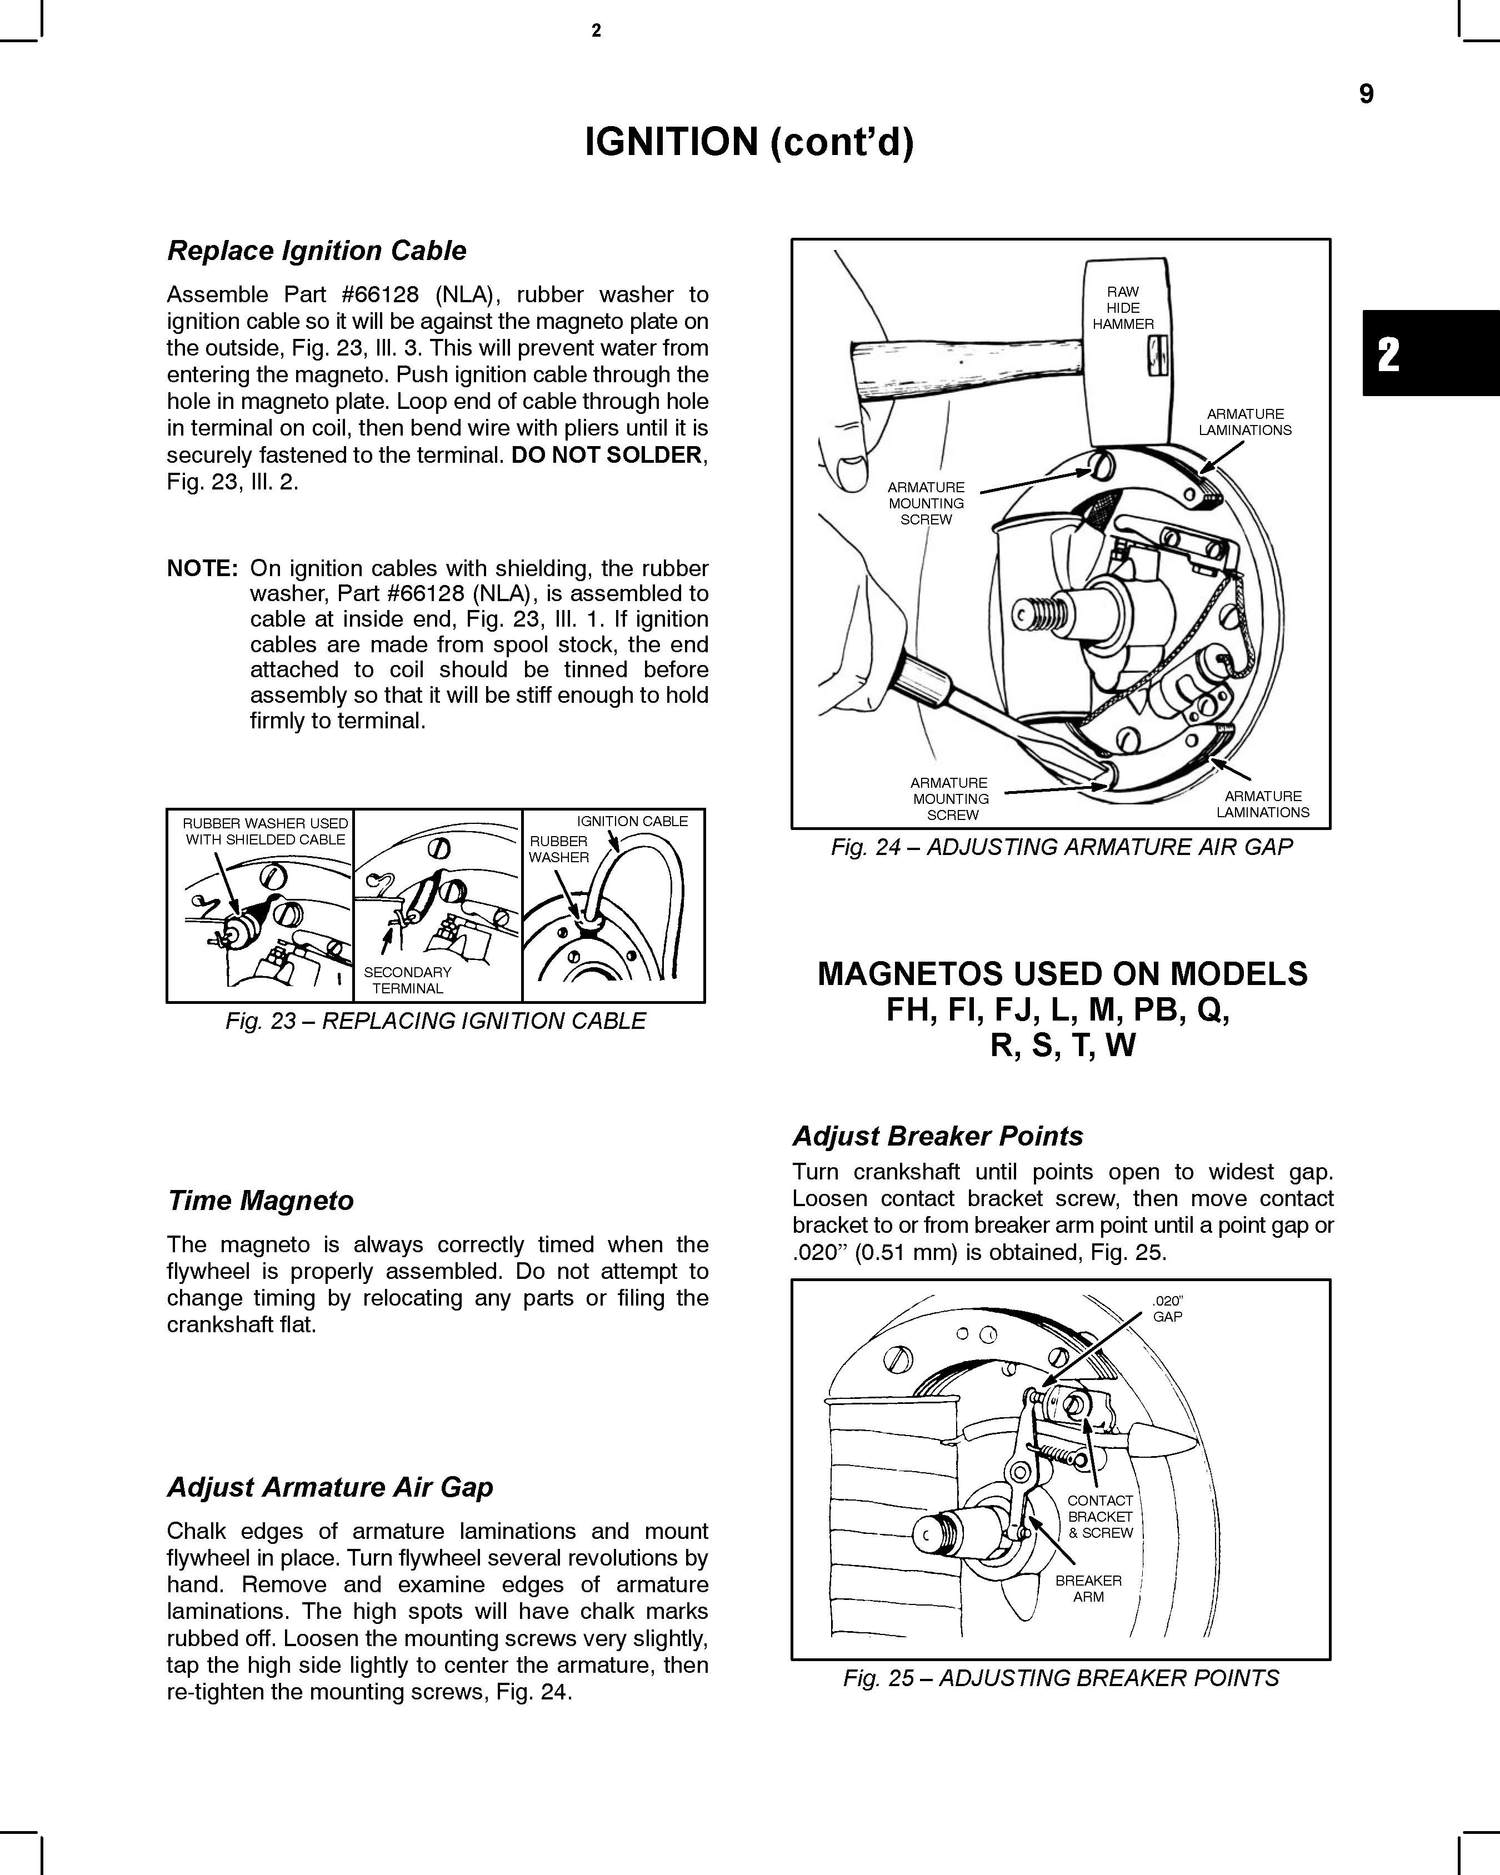 2
9
IGNITION (cont’d)
Replace Ignition Cable
Assemble Part #66128 (NLA), rubber washer to
ignition cable so it will be against the magneto plate on
the outside, Fig. 23, Ill. 3. This will prevent water from
entering the magneto. Push ignition cable through the
hole in magneto plate. Loop end of cable through hole
in terminal on coil, then bend wire with pliers until it is
securely fastened to the terminal. DO NOT SOLDER,
Fig. 23, Ill. 2.
NOTE: On ignition cables with shielding, the rubber
washer, Part #66128 (NLA), is assembled to
cable at inside end, Fig. 23, Ill. 1. If ignition
cables are made from spool stock, the end
attached to coil should be tinned before
assembly so that it will be stiff enough to hold
firmly to terminal.
RUBBER WASHER USED
WITH SHIELDED CABLE
SECONDARY
TERMINAL
IGNITION CABLE
RUBBER
WASHER
Fig. 23 – REPLACING IGNITION CABLE
Time Magneto
The magneto is always correctly timed when the
flywheel is properly assembled. Do not attempt to
change timing by relocating any parts or filing the
crankshaft flat.
Adjust Armature Air Gap
Chalk edges of armature laminations and mount
flywheel in place. Turn flywheel several revolutions by
hand. Remove and examine edges of armature
laminations. The high spots will have chalk marks
rubbed off. Loosen the mounting screws very slightly,
tap the high side lightly to center the armature, then
re-tighten the mounting screws, Fig. 24.
RAW
HIDE
HAMMER
ARMATURE
LAMINATIONS
ARMATURE
MOUNTING
SCREW
ARMATURE
MOUNTING
SCREW
ARMATURE
LAMINATIONS
Fig. 24 – ADJUSTING ARMATURE AIR GAP
2
MAGNETOS USED ON MODELS
FH, FI, FJ, L, M, PB, Q,
R, S, T, W
Adjust Breaker Points
Turn crankshaft until points open to widest gap.
Loosen contact bracket screw, then move contact
bracket to or from breaker arm point until a point gap or
.020” (0.51 mm) is obtained, Fig. 25.
.020”
GAP
CONTACT
BRACKET
& SCREW
BREAKER
ARM
Fig. 25 – ADJUSTING BREAKER POINTS